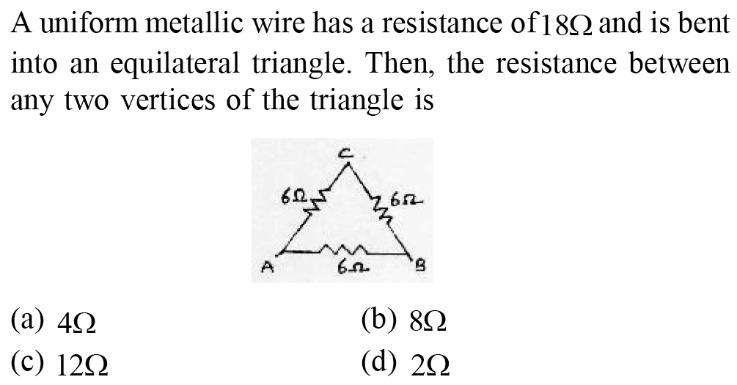 A uniform metallic wire has a resistance of 18Ω and is bent
into an equilateral triangle. Then, the resistance between
any two vertices of the triangle is
C
6Ω 6Ω
A 6Ω B
(a) 4Ω (b) 8Ω
(c) 12Ω (d) 2Ω